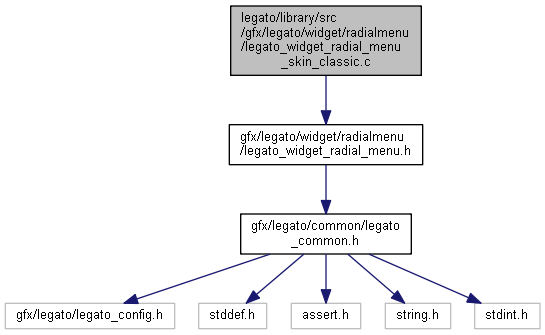 legato/library/src
/gfx/legato/widget/radialmenu
/legato_widget_radial_menu
_skin_classic.c
gfx/legato/widget/radialmenu
/legato_widget_radial_menu.h
gfx/legato/common/legato
_common.h
gfx/legato/legato_config.h
stddef.h
assert.h
string.h
stdint.h